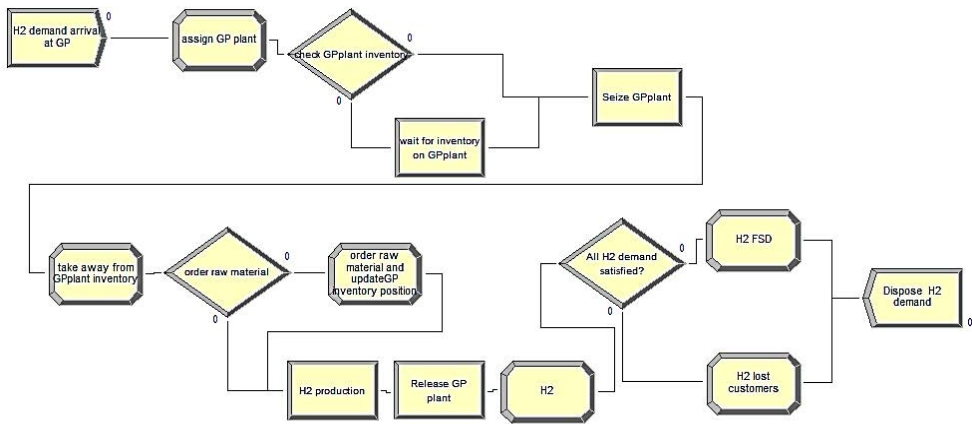 H2 demand arrival
at GP
0
assign GP plant
check GPplant inventory
0
0
wait for inventory
on GPplant
Seize GPplant
take away from
GPplant inventory
order raw material
0
0
order raw
material and
updateGP
inventory position
H2 production
Release GP
plant
H2
All H2 demand
satisfied?
0
0
H2 FSD
H2 lost
customers
Dispose H2
demand
0